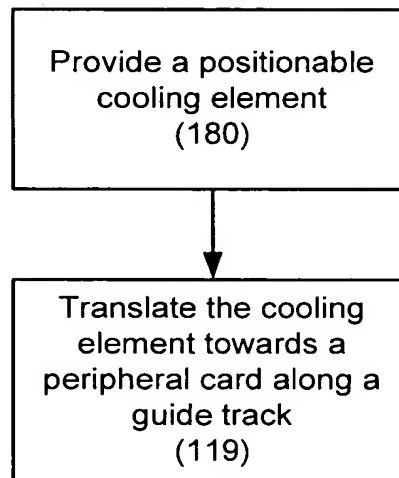 Provide a positionable
cooling element
(180)
Translate the cooling
element towards a
peripheral card along a
guide track
(119)